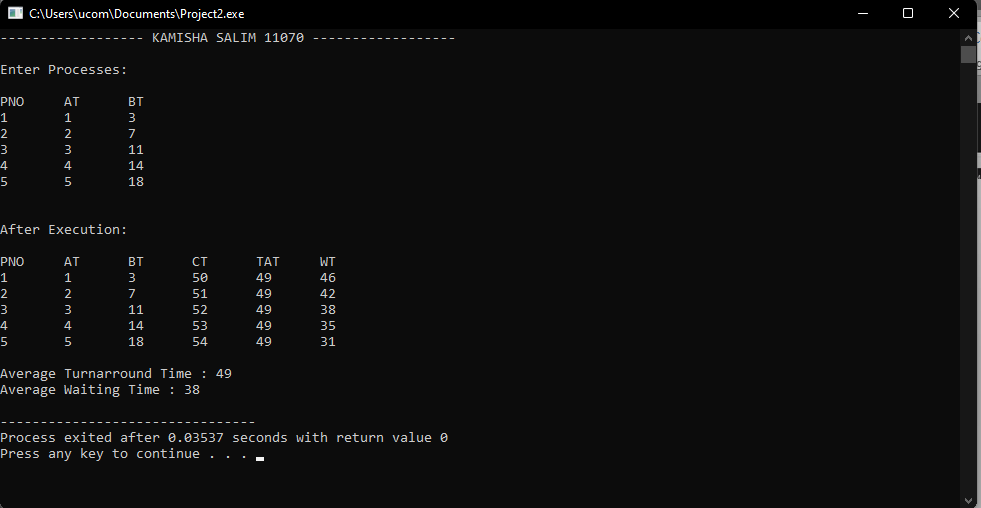 C:\Users\ucom\Documents\Project2.exe
------------------ KAMISHA SALIM 11070 ------------------
Enter Processes:
PNO AT BT
1 1 3
2 2 7
3 3 11
4 4 14
5 5 18
After Execution:
PNO AT BT CT TAT WT
1 1 3 50 49 46
2 2 7 51 49 42
3 3 11 52 49 38
4 4 14 53 49 35
5 5 18 54 49 31
Average Turnarround Time : 49
Average Waiting Time : 38
--------------------------------
Process exited after 0.03537 seconds with return value 0
Press any key to continue . . .